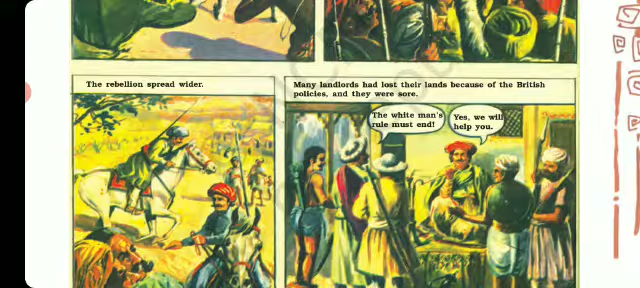 The rebellion spread wider.
Many landlords had lost their lands because of the British
policies, and they were sore.
The white man's
rule must end!
Yes, we will
help you.